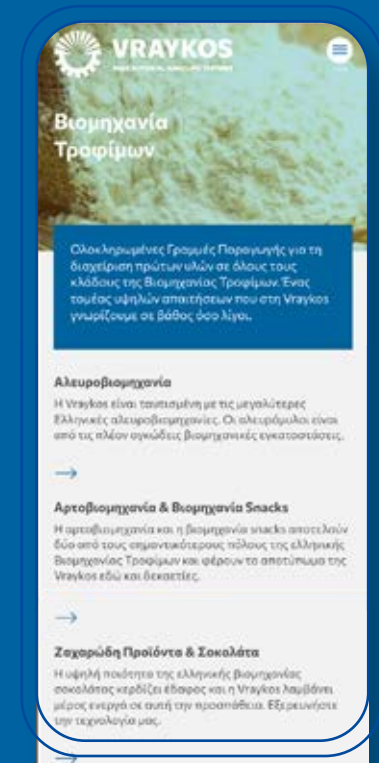 VRAYKOS
Βιομηχανία
Τροφίμων
Ολοκληρωμένες Γραμμές Παραγωγής για τη
διαχείριση πρώτων υλών σε όλους τους
κλάδους της Βιομηχανίας Τροφίμων. Ένας
τομέας υψηλών απαιτήσεων που στη Vraykos
γνωρίζουμε σε βάθος όσο λίγοι.
Αλευροβιομηχανία
Η Vraykos είναι ταυτισμένη με τις μεγαλύτερες
Ελληνικές αλευροβιομηχανίες. Οι αλευρόμυλοι είναι
από τις πλέον ογκώδεις βιομηχανικές εγκαταστάσεις.
Αρτοβιομηχανία & Βιομηχανία Snacks
Η αρτοβιομηχανία και η βιομηχανία snacks αποτελούν
δύο από τους σημαντικότερους πόλους της ελληνικής
Βιομηχανίας Τροφίμων και φέρουν το αποτύπωμα της
Vraykos εδώ και δεκαετίες.
Ζαχαρώδη Προϊόντα & Σοκολάτα
Η υψηλή ποιότητα της ελληνικής βιομηχανίας
σοκολάτας κερδίζει έδαφος και η Vraykos λαμβάνει
μέρος ενεργό σε αυτή την προσπάθεια. Εξερευνήστε
την τεχνολογία μας.